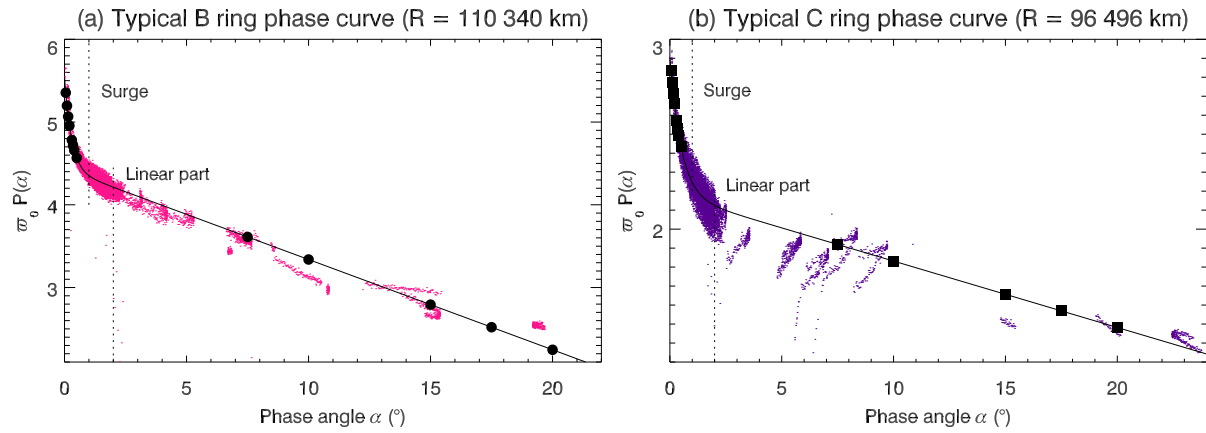 (a) Typical B ring phase curve (R = 110 340 km)
6
5
4
3
ϖ₀ P(α)
Surge
Linear part
0 5 10 15 20
Phase angle α (°)
(b) Typical C ring phase curve (R = 96 496 km)
3
2
ϖ₀ P(α)
Surge
Linear part
0 5 10 15 20
Phase angle α (°)